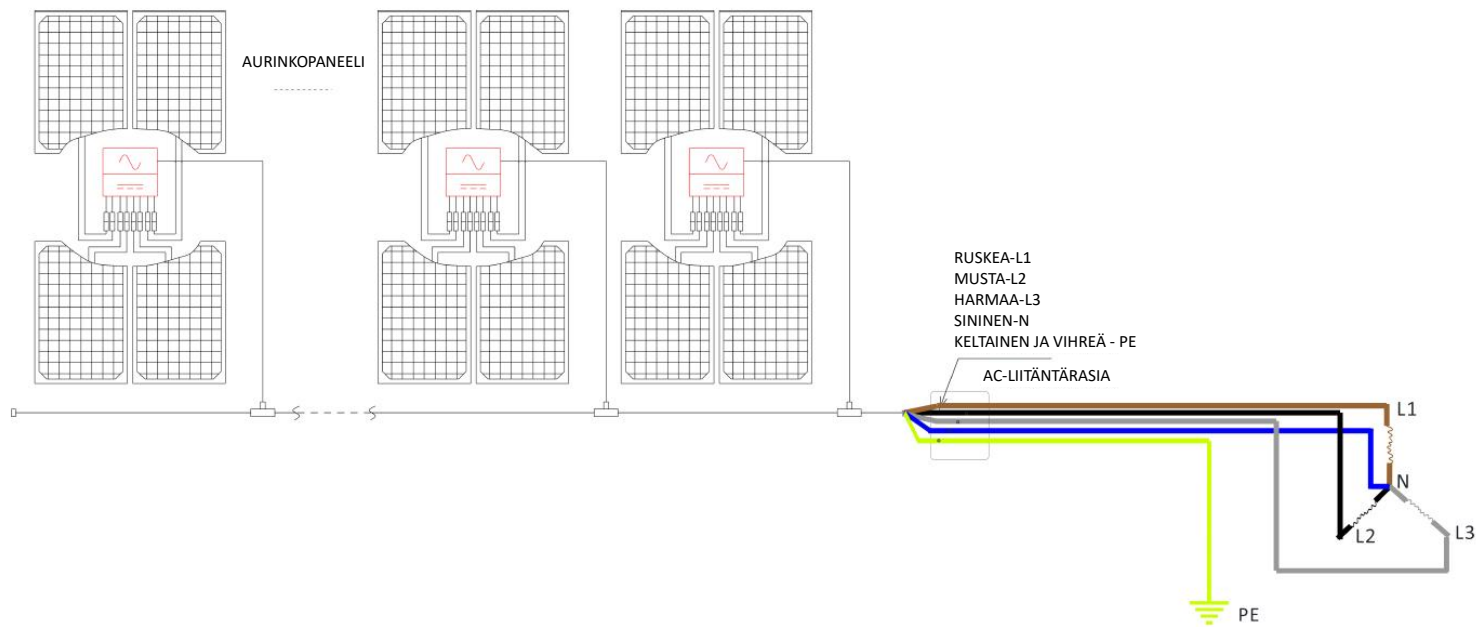 AURINKOPANEELI
RUSKEA-L1
MUSTA-L2
HARMAA-L3
SININEN-N
KELTAINEN JA VIHREÄ - PE
AC-LIITÄNTÄRASIA
L1
N
L2
L3
PE